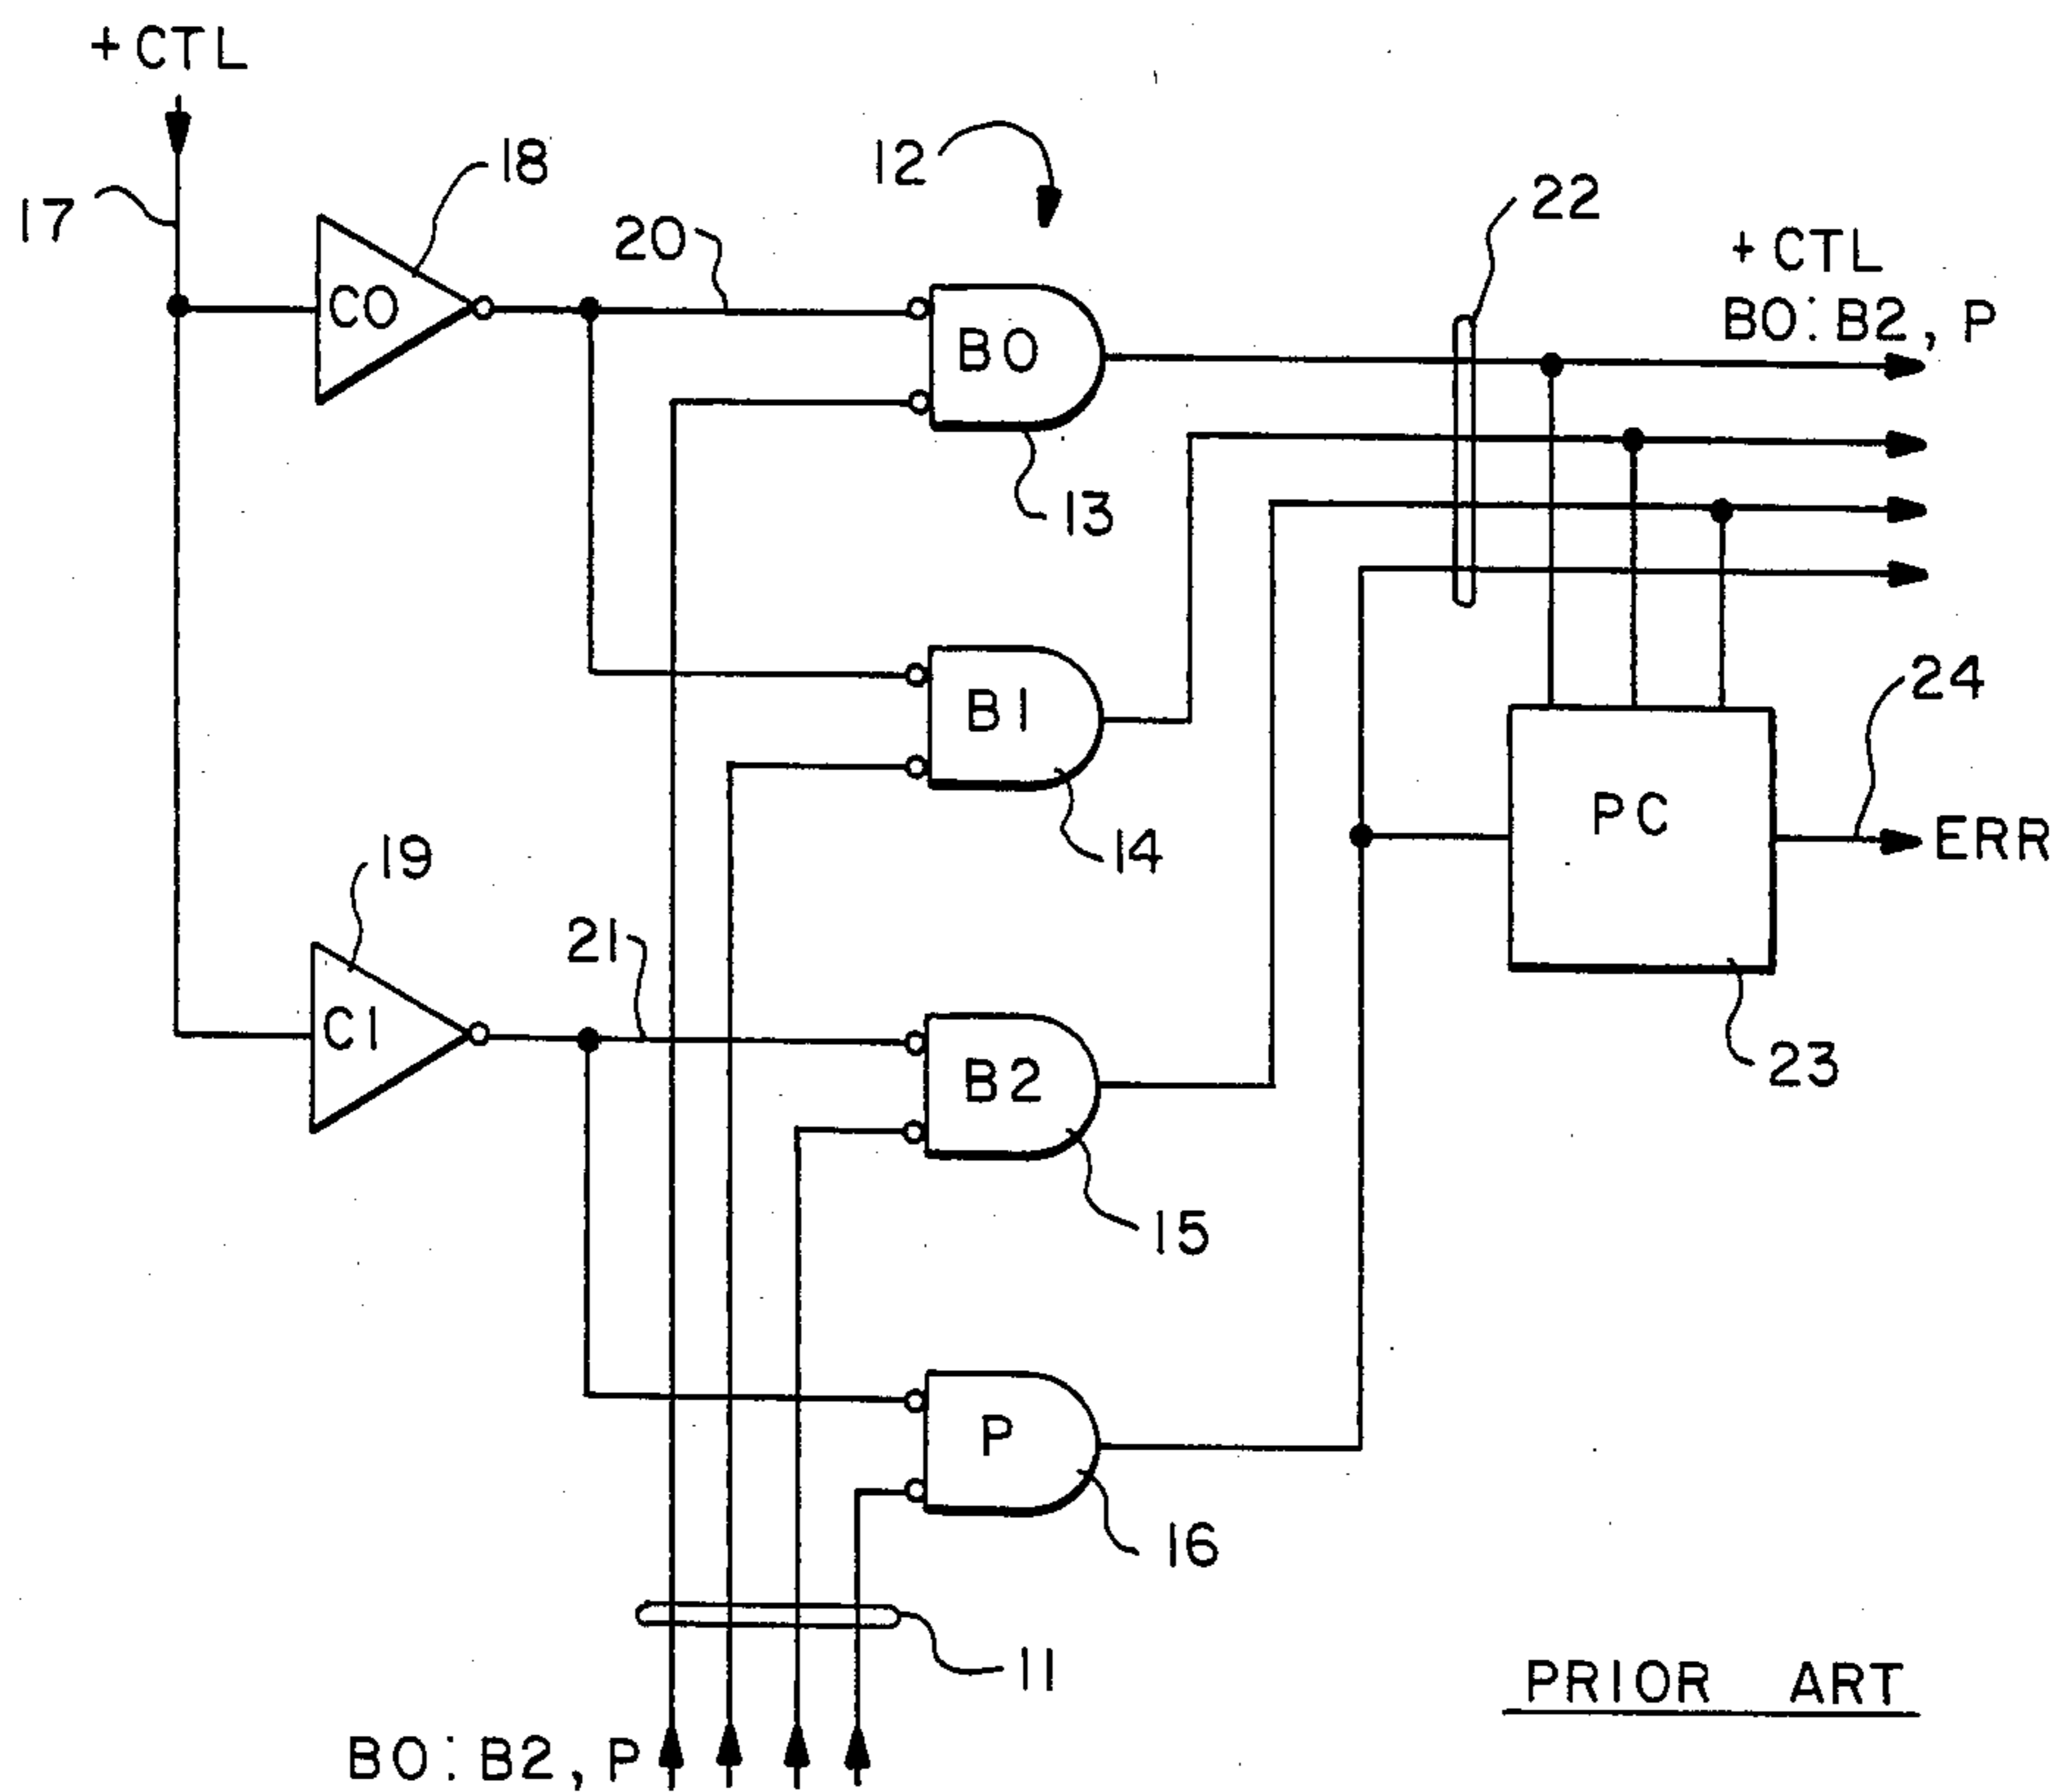 +CTL
17
18
12
20
22
+CTL
B0:B2, P
C0
B0
13
B1
14
24
PC
ERR
19
21
C1
B2
23
15
P
16
11
PRIOR ART
B0:B2, P